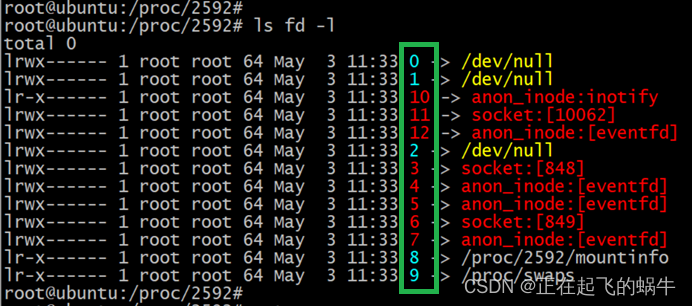 root@ubuntu:/proc/2592#
root@ubuntu:/proc/2592# ls fd -l
total 0
lrwx------ 1 root root 64 May  3 11:33 0 -> /dev/null
lrwx------ 1 root root 64 May  3 11:33 1 -> /dev/null
lr-x------ 1 root root 64 May  3 11:33 10 -> anon_inode:inotify
lrwx------ 1 root root 64 May  3 11:33 11 -> socket:[10062]
lrwx------ 1 root root 64 May  3 11:33 12 -> anon_inode:[eventfd]
lrwx------ 1 root root 64 May  3 11:33 2 -> /dev/null
lrwx------ 1 root root 64 May  3 11:33 3 -> socket:[848]
lrwx------ 1 root root 64 May  3 11:33 4 -> anon_inode:[eventfd]
lrwx------ 1 root root 64 May  3 11:33 5 -> anon_inode:[eventfd]
lrwx------ 1 root root 64 May  3 11:33 6 -> socket:[849]
lrwx------ 1 root root 64 May  3 11:33 7 -> anon_inode:[eventfd]
lr-x------ 1 root root 64 May  3 11:33 8 -> /proc/2592/mountinfo
lr-x------ 1 root root 64 May  3 11:33 9 -> /proc/swaps
root@ubuntu:/proc/2592#
CSDN @正在起飞的蜗牛